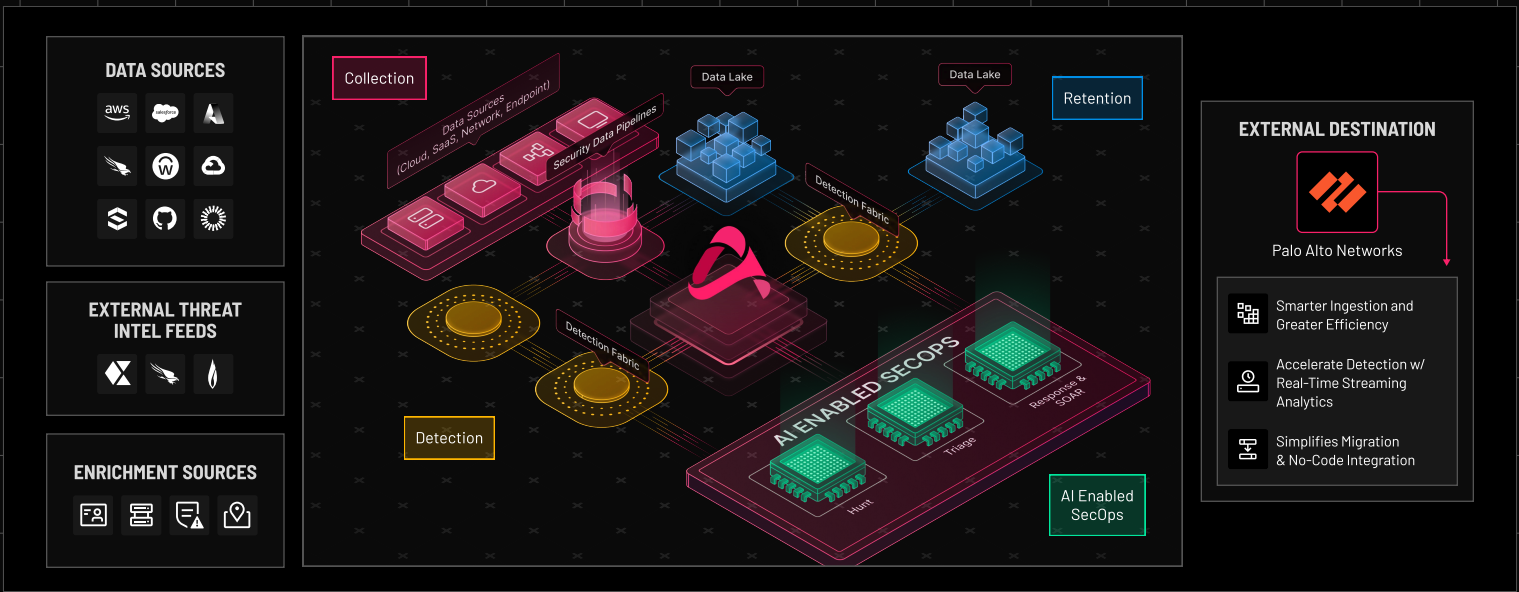 DATA SOURCES
aws
salesforce
w
EXTERNAL THREAT
INTEL FEEDS
ENRICHMENT SOURCES
Collection
Data Sources
(Cloud, SaaS, Network, Endpoint)
Security Data Pipelines
Data Lake
Data Lake
Retention
Detection Fabric
Detection Fabric
Detection
AI ENABLED SECOPS
Response &
SOAR
Triage
Hunt
AI Enabled
SecOps
EXTERNAL DESTINATION
Palo Alto Networks
Smarter Ingestion and
Greater Efficiency
Accelerate Detection w/
Real-Time Streaming
Analytics
Simplifies Migration
& No-Code Integration